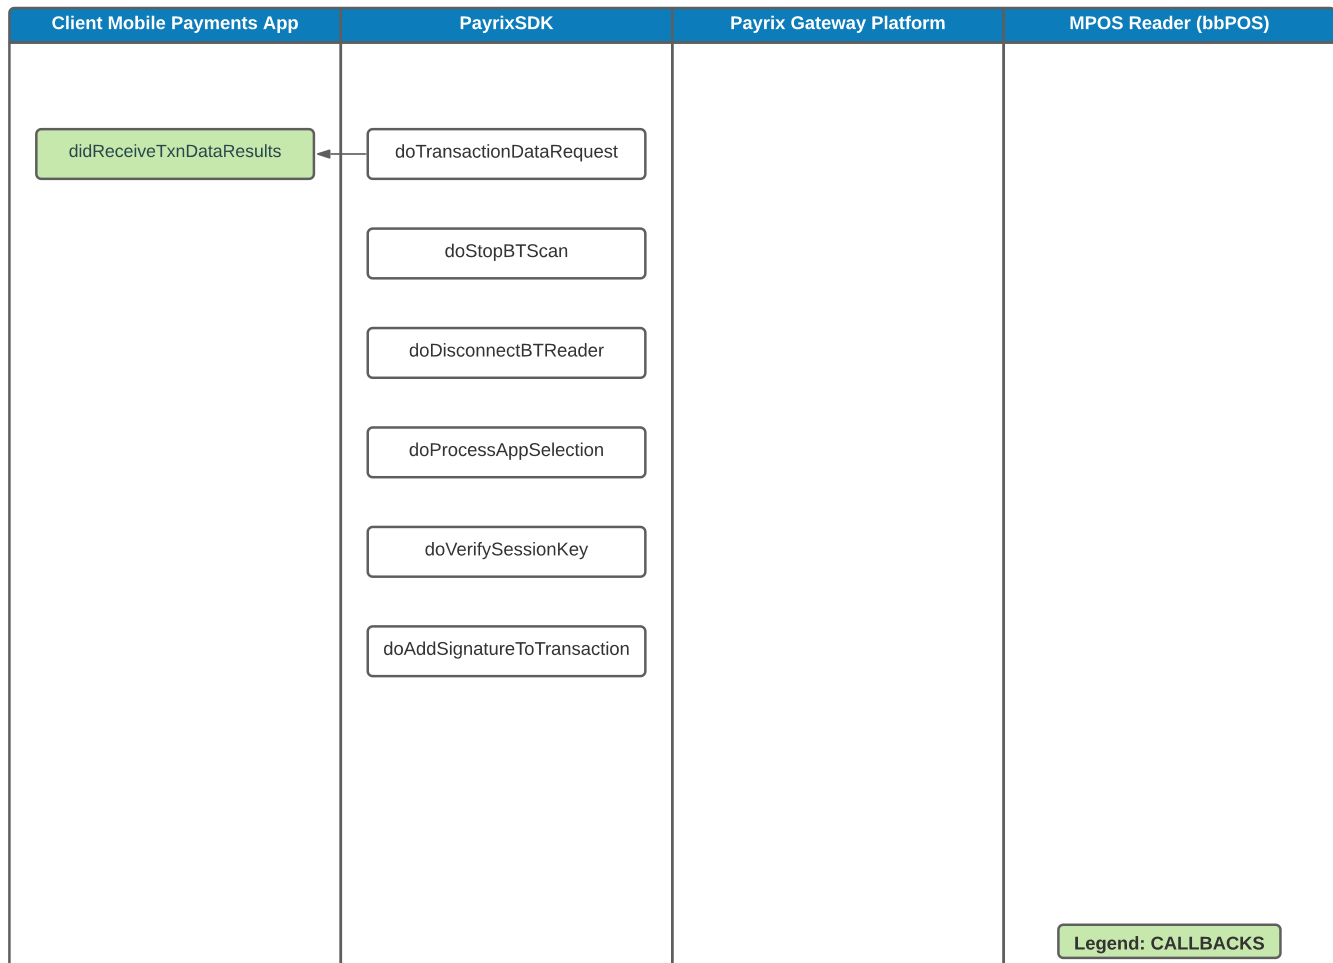 Client Mobile Payments App
PayrixSDK
Payrix Gateway Platform
MPOS Reader (bbPOS)
didReceiveTxnDataResults
doTransactionDataRequest
doStopBTScan
doDisconnectBTReader
doProcessAppSelection
doVerifySessionKey
doAddSignatureToTransaction
Legend: CALLBACKS